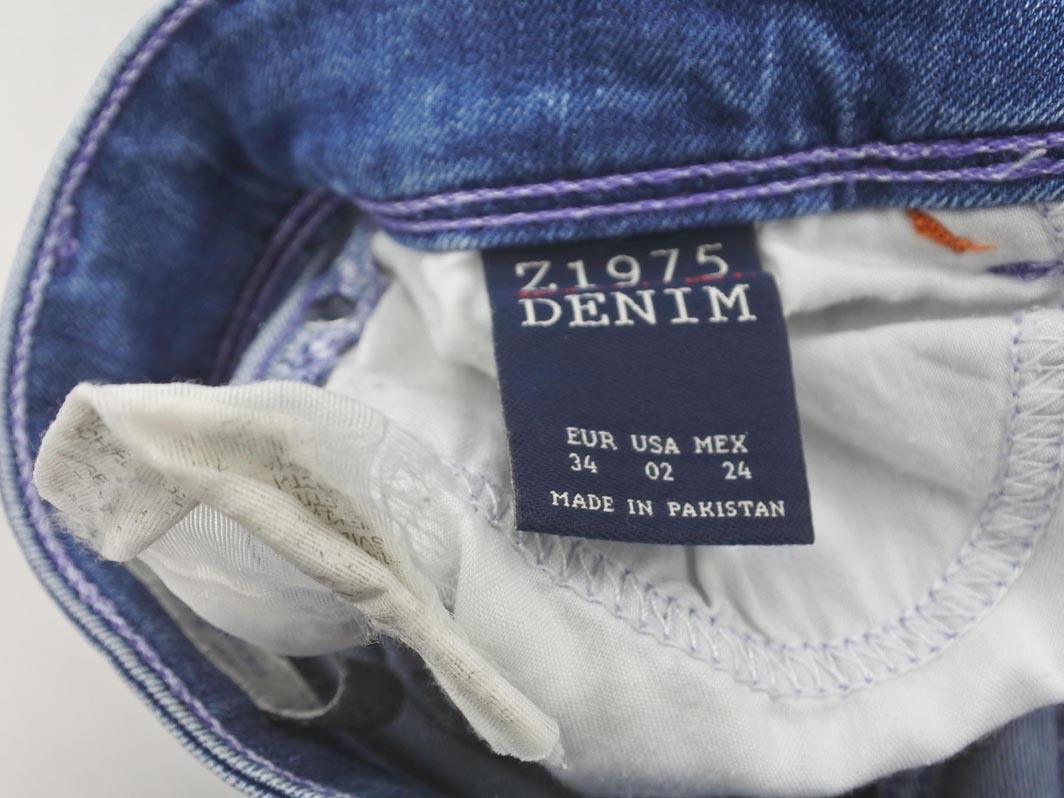 Z1975
DENIM
EUR USA MEX
34 02 24
MADE IN PAKISTAN